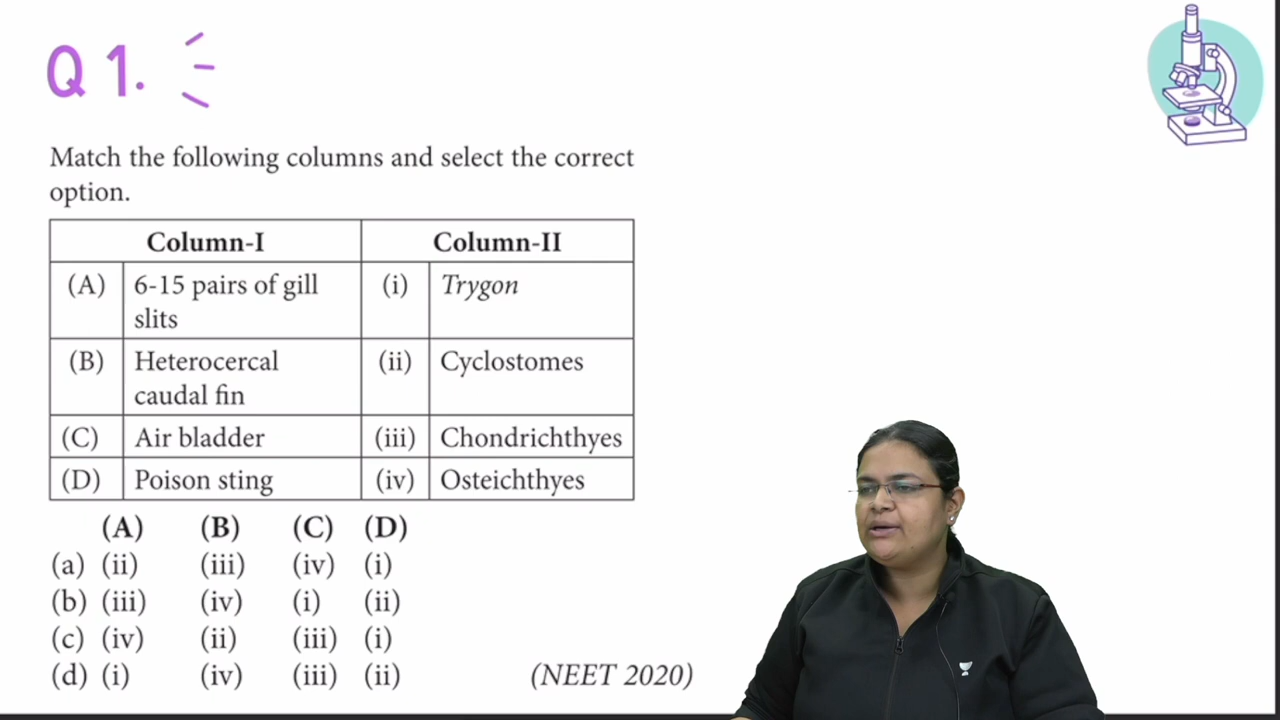 Q 1.
Match the following columns and select the correct
option.
Column-I Column-II
(A) 6-15 pairs of gill slits (i) Trygon
(B) Heterocercal caudal fin (ii) Cyclostomes
(C) Air bladder (iii) Chondrichthyes
(D) Poison sting (iv) Osteichthyes
(A) (B) (C) (D)
(a) (ii) (iii) (iv) (i)
(b) (iii) (iv) (i) (ii)
(c) (iv) (ii) (iii) (i)
(d) (i) (iv) (iii) (ii) (NEET 2020)